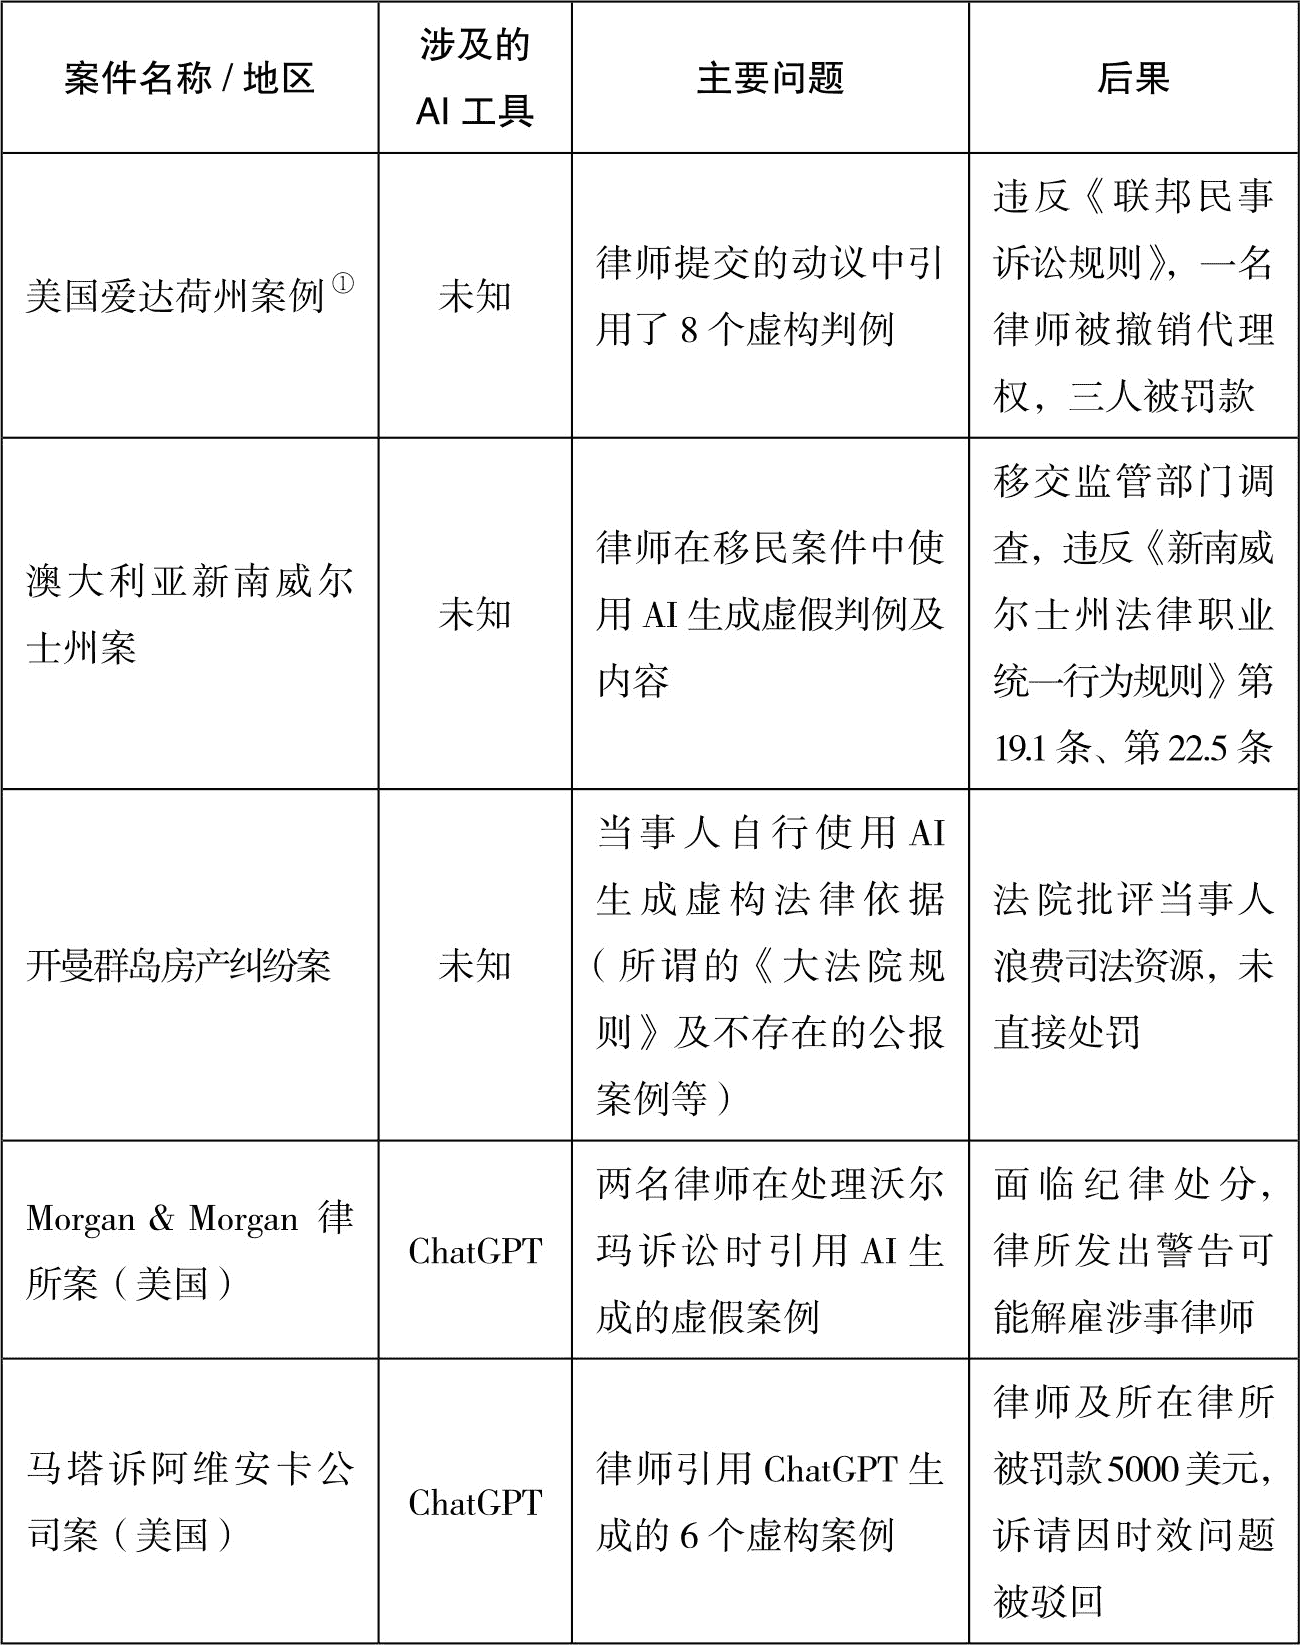 案件名称 / 地区
涉及的
AI 工具
主要问题
后果
美国爱达荷州案例①
未知
律师提交的动议中引
用了 8 个虚构判例
违反《联邦民事
诉讼规则》，一名
律师被撤销代理
权，三人被罚款
澳大利亚新南威尔
士州案
未知
律师在移民案件中使
用 AI 生成虚假判例及
内容
移交监管部门调
查，违反《新南威
尔士州法律职业
统一行为规则》第
19.1 条、第 22.5 条
开曼群岛房产纠纷案
未知
当事人自行使用 AI
生成虚构法律依据
（所谓的《大法院规
则》及不存在的公报
案例等）
法院批评当事人
浪费司法资源，未
直接处罚
Morgan & Morgan 律
所案（美国）
ChatGPT
两名律师在处理沃尔
玛诉讼时引用 AI 生
成的虚假案例
面临纪律处分，
律所发出警告可
能解雇涉事律师
马塔诉阿维安卡公
司案（美国）
ChatGPT
律师引用 ChatGPT 生
成的 6 个虚构案例
律师及所在律所
被罚款 5000 美元，
诉请因时效问题
被驳回